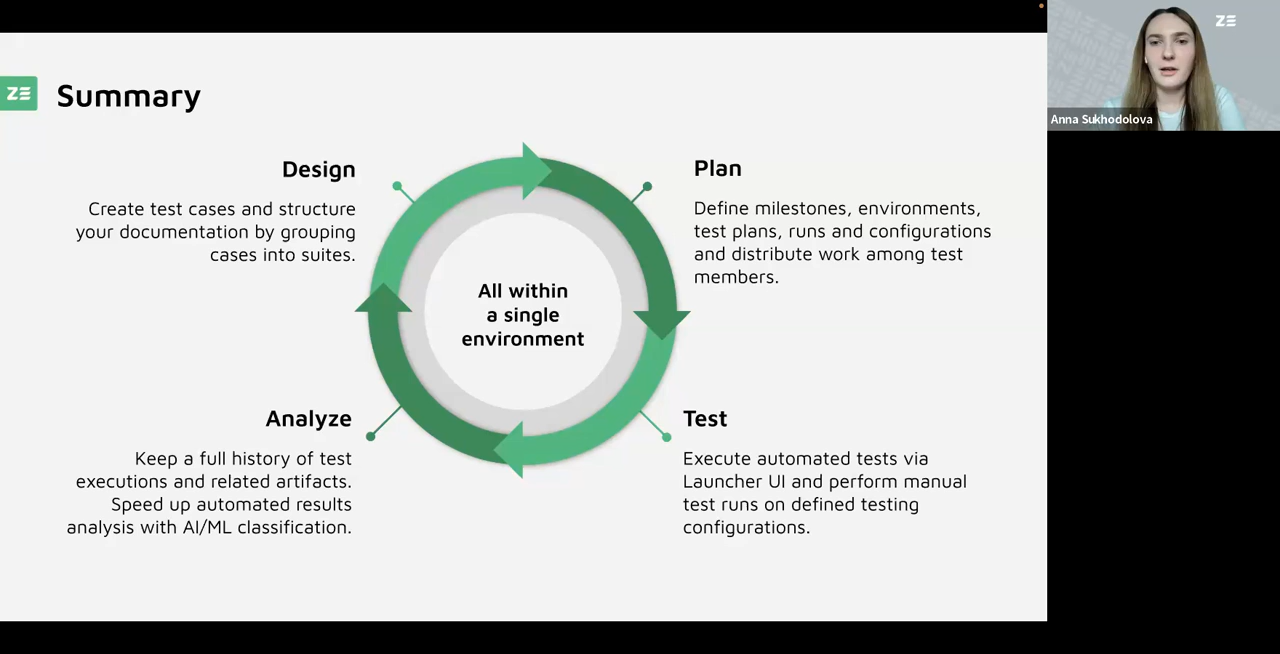 ZE
Summary
Design
Create test cases and structure
your documentation by grouping
cases into suites.
Plan
Define milestones, environments,
test plans, runs and configurations
and distribute work among test
members.
All within
a single
environment
Analyze
Keep a full history of test
executions and related artifacts.
Speed up automated results
analysis with AI/ML classification.
Test
Execute automated tests via
Launcher UI and perform manual
test runs on defined testing
configurations.
ZE
Anna Sukhodolova